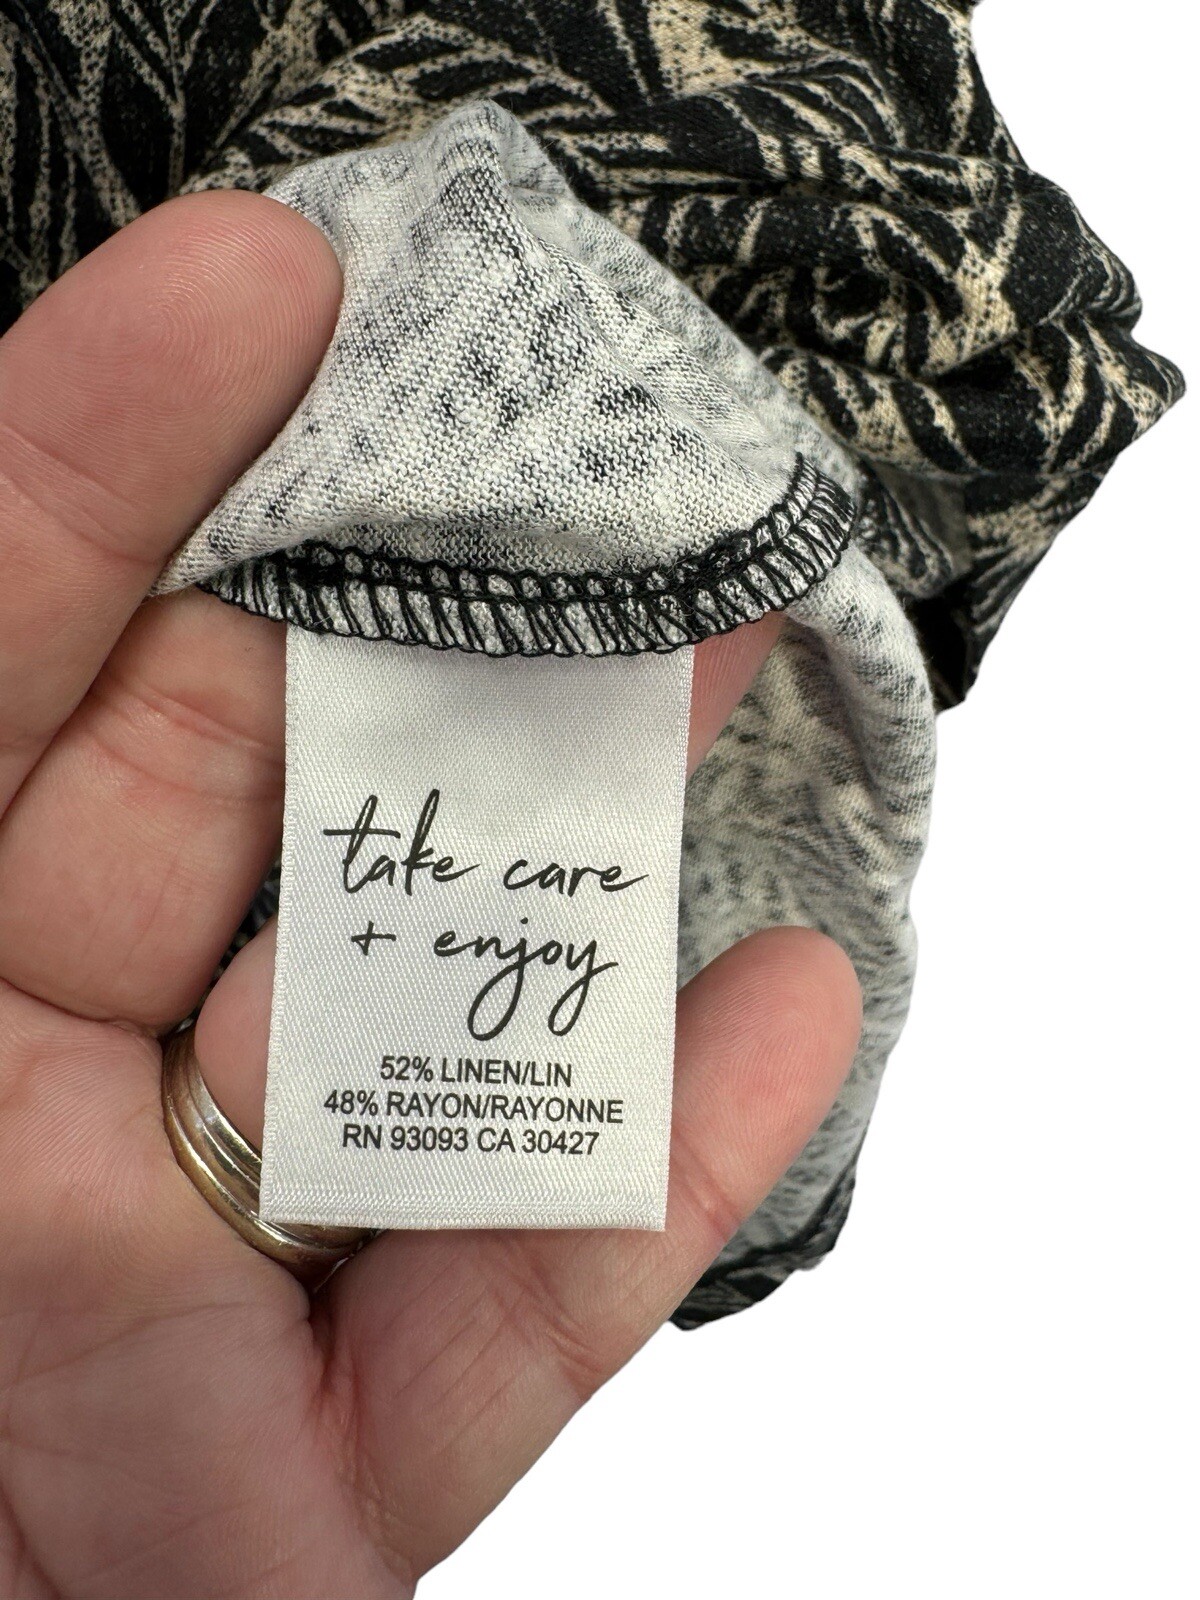 take care
+ enjoy
52% LINEN/LIN
48% RAYON/RAYONNE
RN 93093 CA 30427